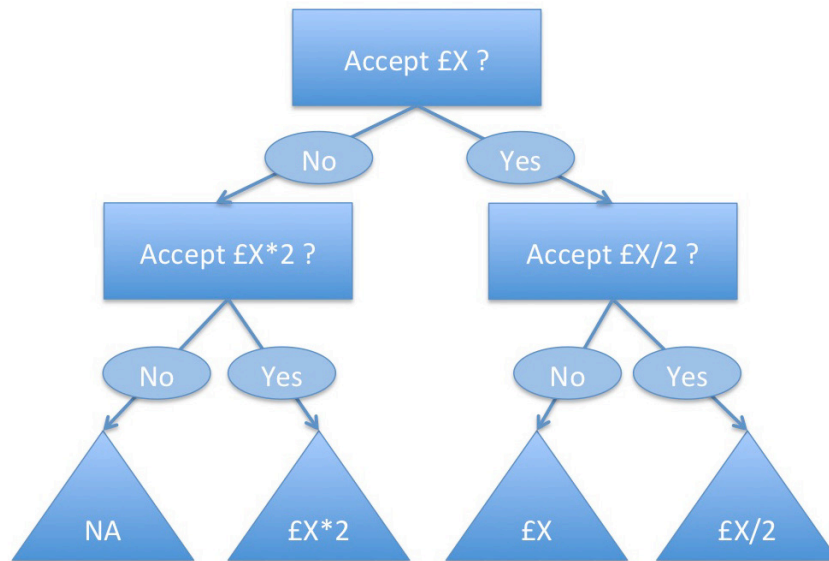 Accept £X ?
No
Yes
Accept £X*2 ?
Accept £X/2 ?
No
Yes
No
Yes
NA
£X*2
£X
£X/2